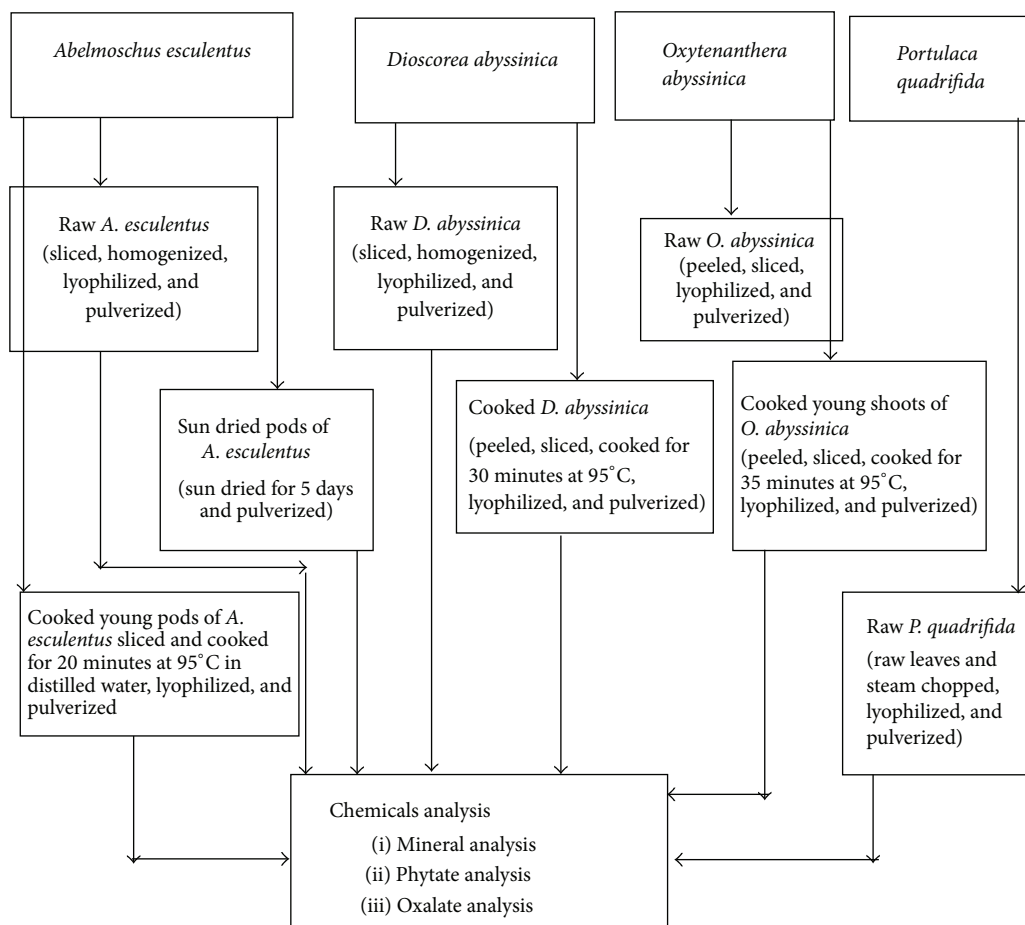 Abelmoschus esculentus
Dioscorea abyssinica
Oxytenanthera
abyssinica
Portulaca
quadrifida
Raw A. esculentus
(sliced, homogenized,
lyophilized, and
pulverized)
Raw D. abyssinica
(sliced, homogenized,
lyophilized, and
pulverized)
Raw O. abyssinica
(peeled, sliced,
lyophilized, and
pulverized)
Sun dried pods of
A. esculentus
(sun dried for 5 days
and pulverized)
Cooked D. abyssinica
(peeled, sliced, cooked for
30 minutes at 95°C,
lyophilized, and pulverized)
Cooked young shoots of
O. abyssinica
(peeled, sliced, cooked for
35 minutes at 95°C,
lyophilized, and pulverized)
Cooked young pods of A.
esculentus sliced and cooked
for 20 minutes at 95°C in
distilled water, lyophilized, and
pulverized
Raw P. quadrifida
(raw leaves and
steam chopped,
lyophilized, and
pulverized)
Chemicals analysis
(i) Mineral analysis
(ii) Phytate analysis
(iii) Oxalate analysis